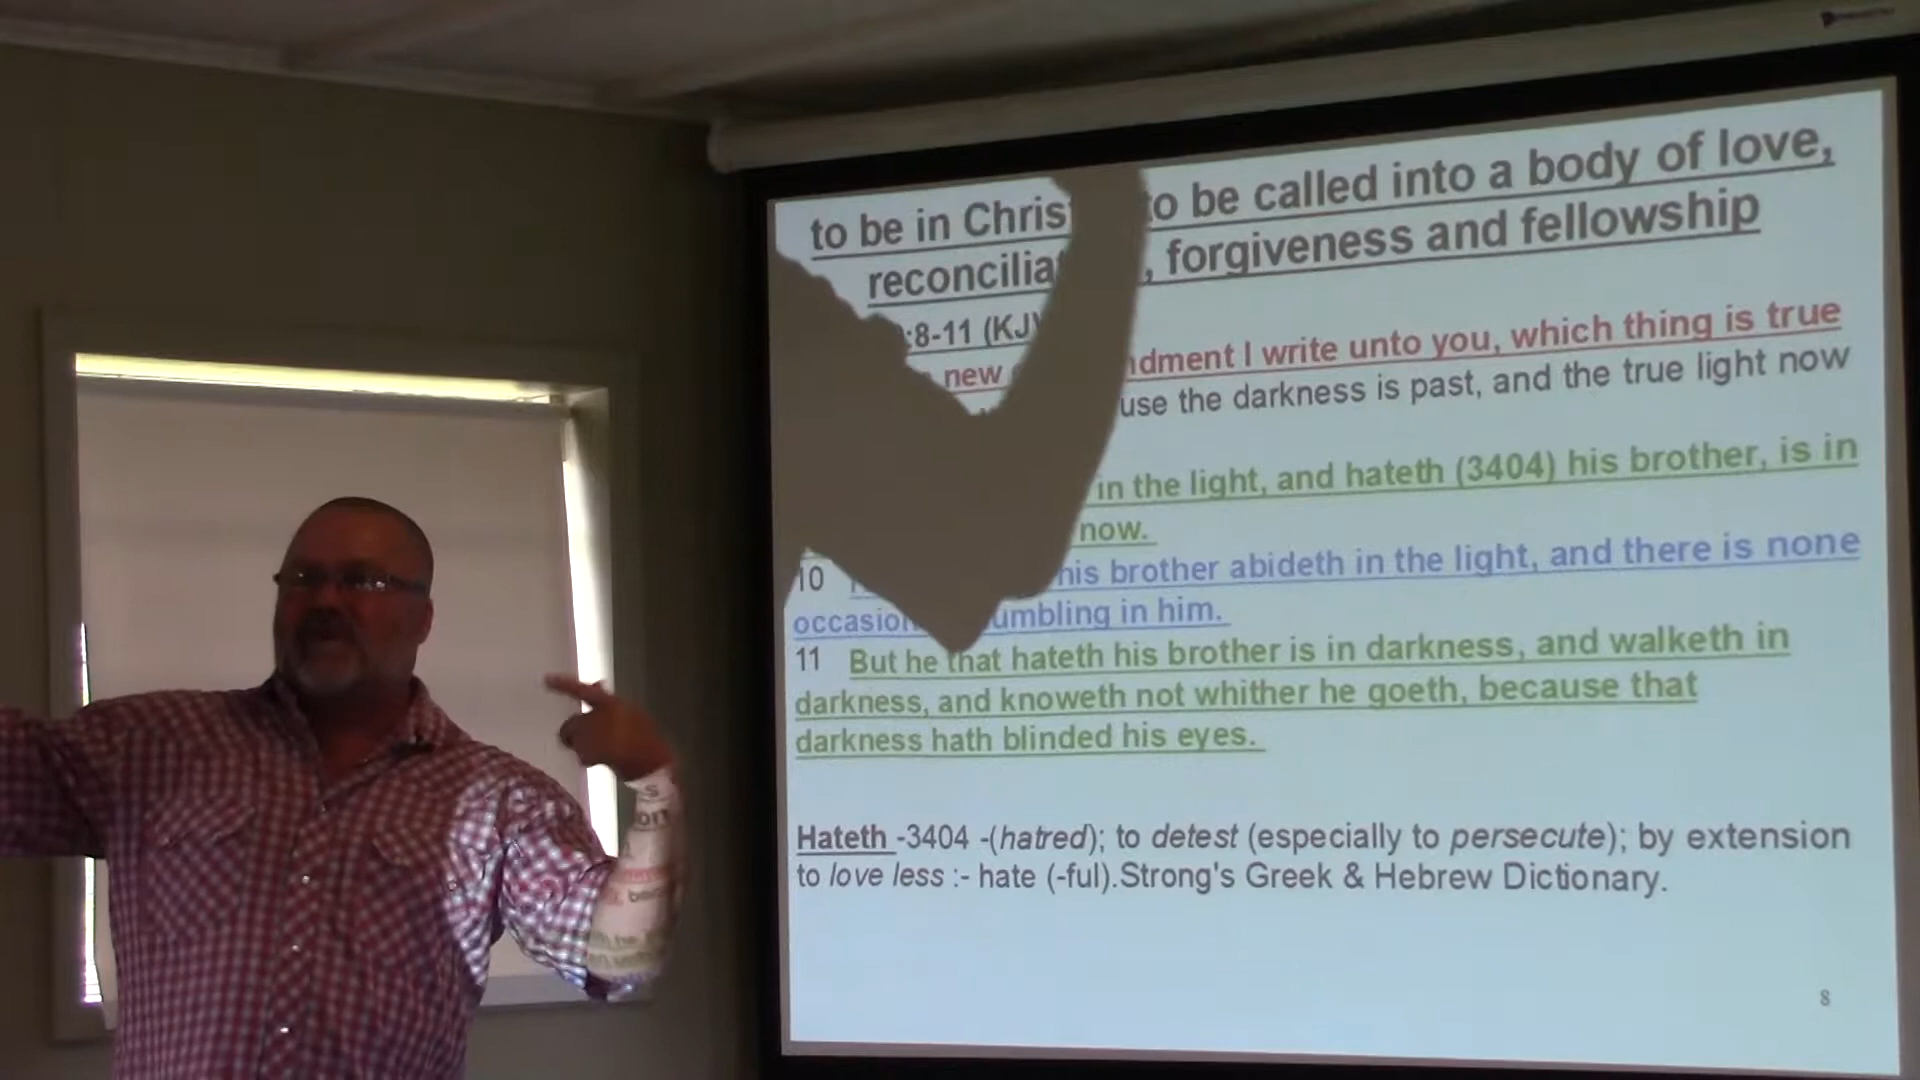 to be in Chris to be called into a body of love,
reconcilia , forgiveness and fellowship
:8-11 (KJV
new ndment I write unto you, which thing is true
use the darkness is past, and the true light now
in the light, and hateth (3404) his brother, is in
now.
10 his brother abideth in the light, and there is none
occasion umbling in him.
11 But he that hateth his brother is in darkness, and walketh in
darkness, and knoweth not whither he goeth, because that
darkness hath blinded his eyes.
Hateth -3404 -(hatred); to detest (especially to persecute); by extension
to love less :- hate (-ful).Strong's Greek & Hebrew Dictionary.
8